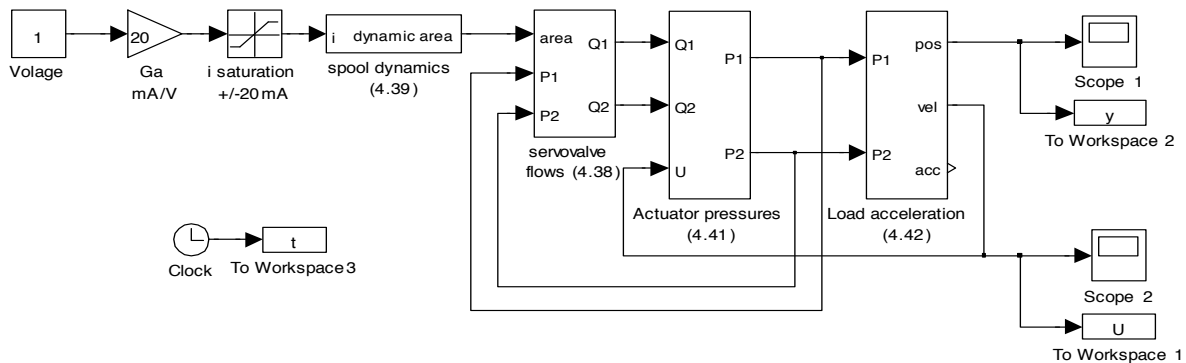 1
Volage
20
Ga
mA/V
i saturation
+/-20 mA
i dynamic area
spool dynamics
(4.39)
area
P1
P2
Q1
Q2
servovalve
flows (4.38)
Q1
Q2
U
P1
P2
Actuator pressures
(4.41)
P1
P2
pos
vel
acc
Load acceleration
(4.42)
Scope 1
y
To Workspace 2
Clock
t
To Workspace3
Scope 2
U
To Workspace 1